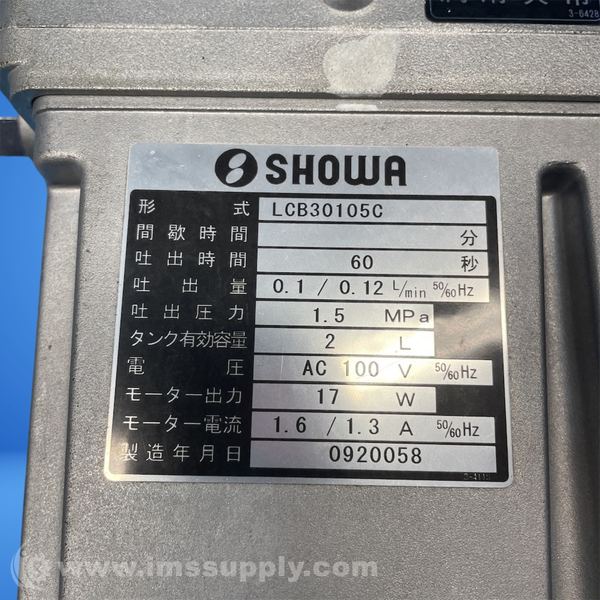 3-6428
SHOWA
形式 LCB30105C
間歇時間 分
吐出時間 60 秒
吐出量 0.1 / 0.12 L/min 50/60Hz
吐出圧力 1.5 MPa
タンク有効容量 2 L
電圧 AC 100 V 50/60Hz
モーター出力 17 W
モーター電流 1.6 / 1.3 A 50/60Hz
製造年月日 0920058
www.imssupply.com